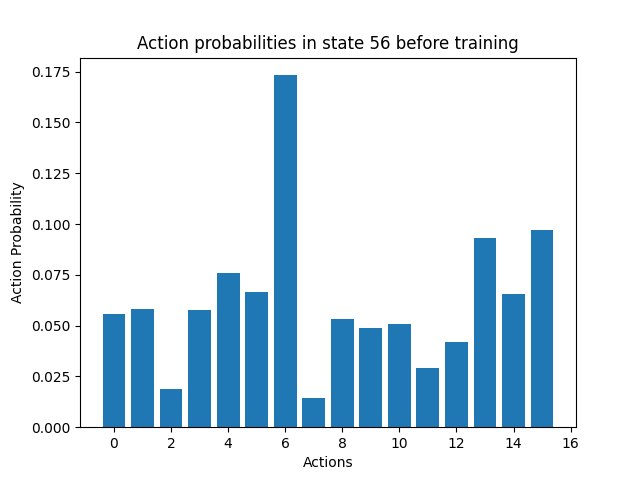 Action probabilities in state 56 before training
0.175
0.150
0.125
0.100
0.075
0.050
0.025
0.000
Action Probability
0 2 4 6 8 10 12 14 16
Actions